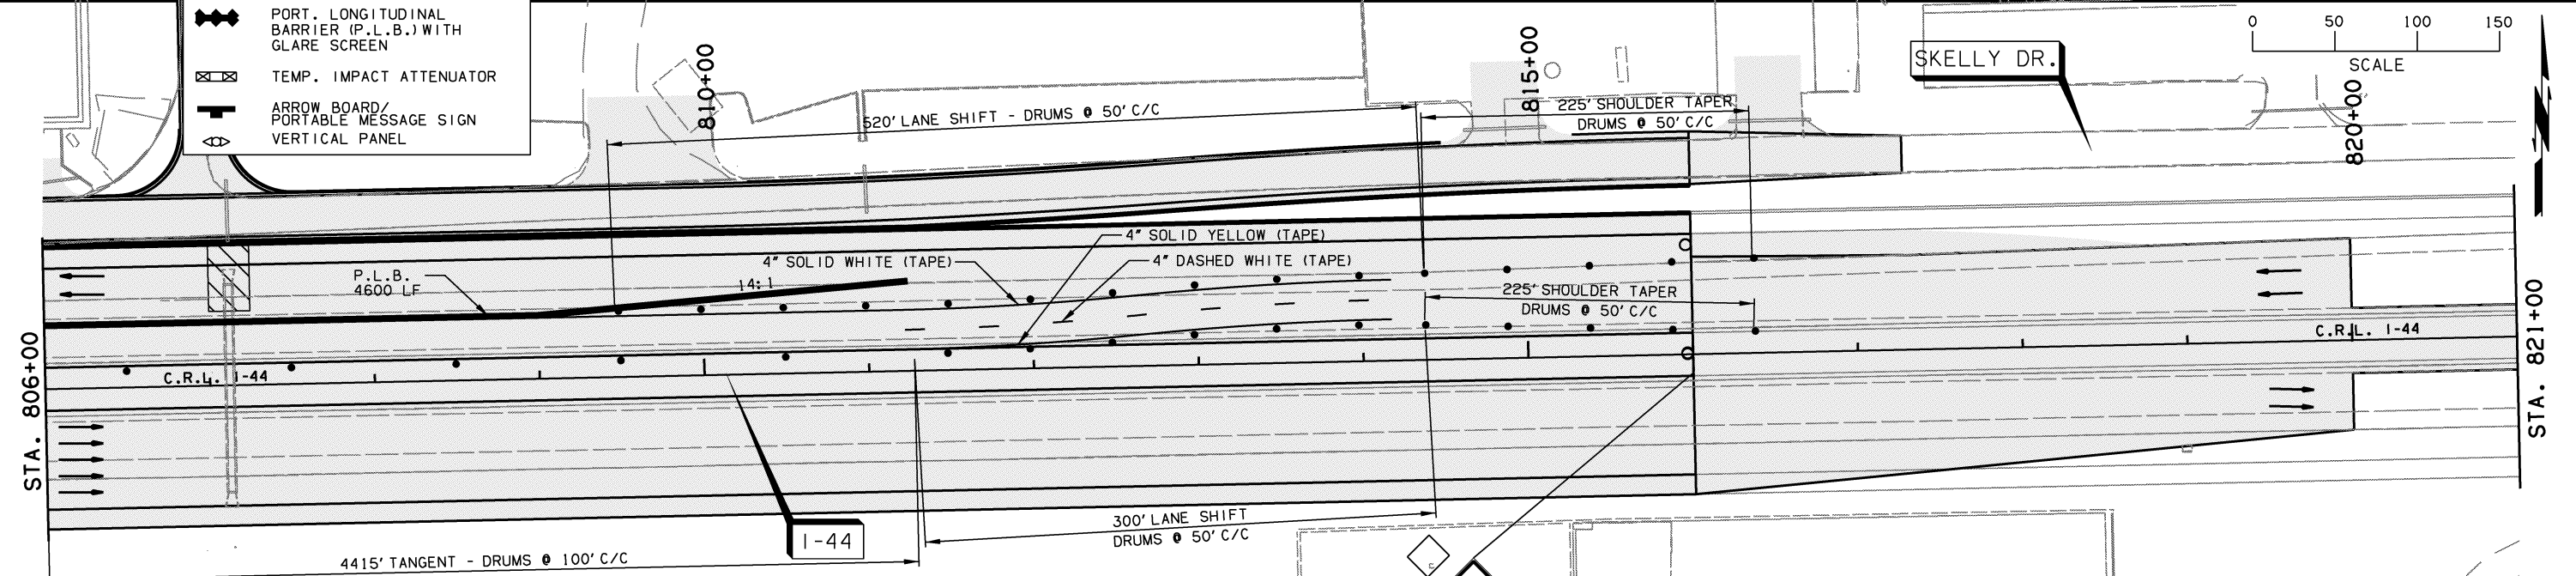 PORT. LONGITUDINAL
BARRIER (P.L.B.) WITH
GLARE SCREEN
TEMP. IMPACT ATTENUATOR
ARROW BOARD/
PORTABLE MESSAGE SIGN
VERTICAL PANEL
810+00
815+00
820+00
SKELLY DR.
0 50 100 150
SCALE
N
520' LANE SHIFT - DRUMS @ 50' C/C
225' SHOULDER TAPER
DRUMS @ 50' C/C
4" SOLID YELLOW (TAPE)
4" SOLID WHITE (TAPE)
4" DASHED WHITE (TAPE)
P.L.B.
4600 LF
14:1
225' SHOULDER TAPER
DRUMS @ 50' C/C
C.R.L. I-44
C.R.L. I-44
STA. 806+00
STA. 821+00
I-44
300' LANE SHIFT
DRUMS @ 50' C/C
4415' TANGENT - DRUMS @ 100' C/C